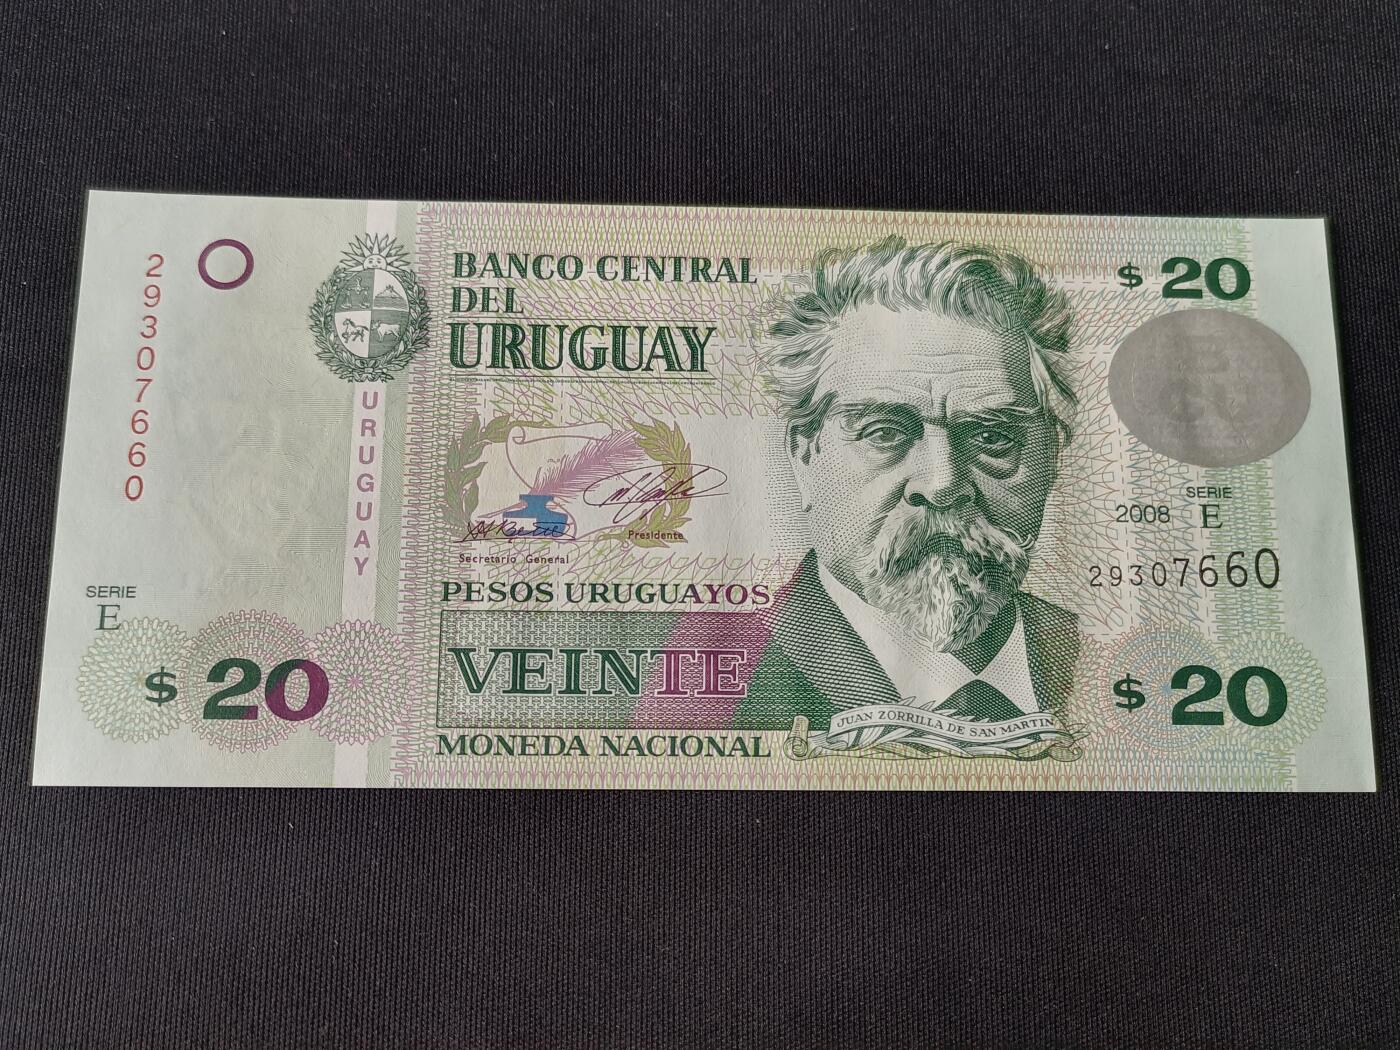 29307660
BANCO CENTRAL
DEL
URUGUAY
$ 20
URUGUAY
Secretario General
Presidente
SERIE
2008 E
29307660
PESOS URUGUAYOS
VEINTE
MONEDA NACIONAL
SERIE
E
$ 20
JUAN ZORRILLA DE SAN MARTIN
$ 20